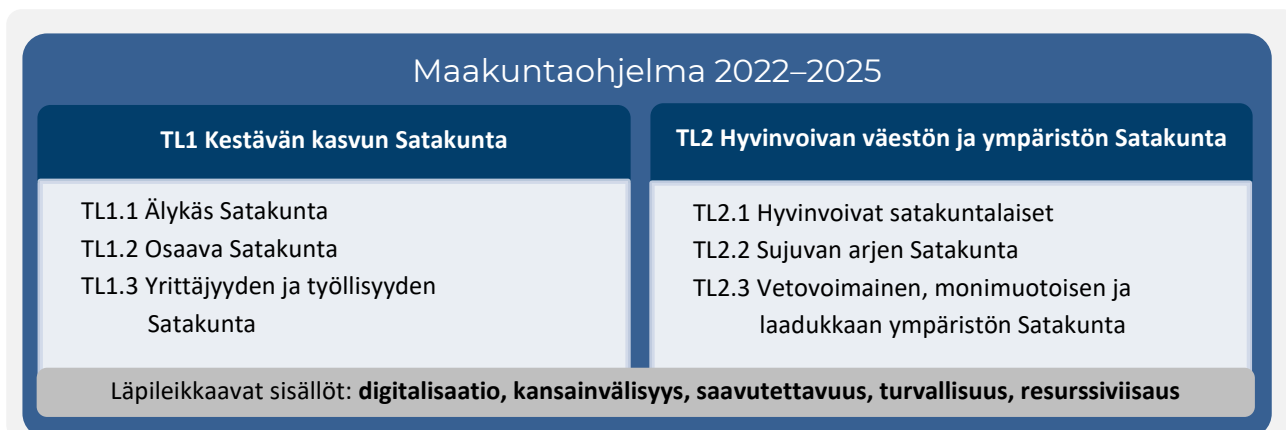 Maakuntaohjelma 2022–2025
TL1 Kestävän kasvun Satakunta
TL1.1 Älykäs Satakunta
TL1.2 Osaava Satakunta
TL1.3 Yrittäjyyden ja työllisyyden
Satakunta
TL2 Hyvinvoivan väestön ja ympäristön Satakunta
TL2.1 Hyvinvoivat satakuntalaiset
TL2.2 Sujuvan arjen Satakunta
TL2.3 Vetovoimainen, monimuotoisen ja
laadukkaan ympäristön Satakunta
Läpileikkaavat sisällöt: digitalisaatio, kansainvälisyys, saavutettavuus, turvallisuus, resurssiviisaus